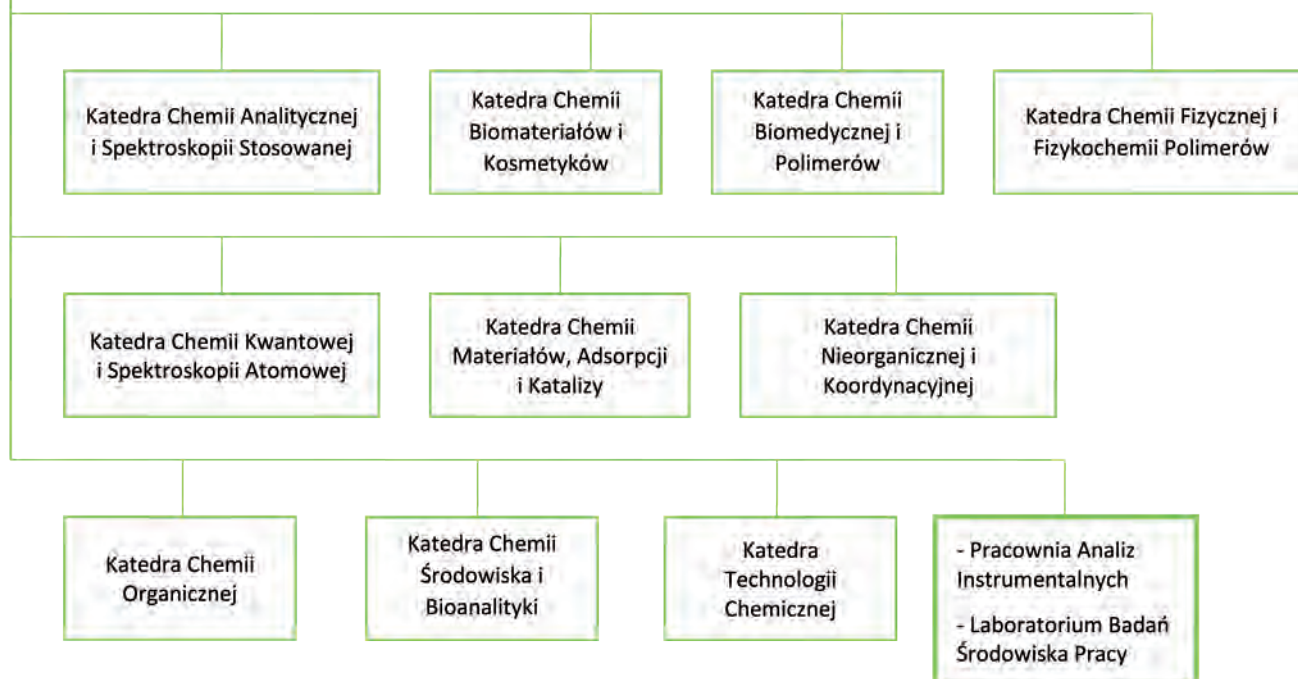 Katedra Chemii Analitycznej
i Spektroskopii Stosowanej
Katedra Chemii
Biomateriałów i
Kosmetyków
Katedra Chemii
Biomedycznej i
Polimerów
Katedra Chemii Fizycznej i
Fizykochemii Polimerów
Katedra Chemii Kwantowej
i Spektroskopii Atomowej
Katedra Chemii
Materiałów, Adsorpcji
i Katalizy
Katedra Chemii
Nieorganicznej i
Koordynacyjnej
Katedra Chemii
Organicznej
Katedra Chemii
Środowiska i
Bioanalityki
Katedra
Technologii
Chemicznej
- Pracownia Analiz
Instrumentalnych
- Laboratorium Badań
Środowiska Pracy